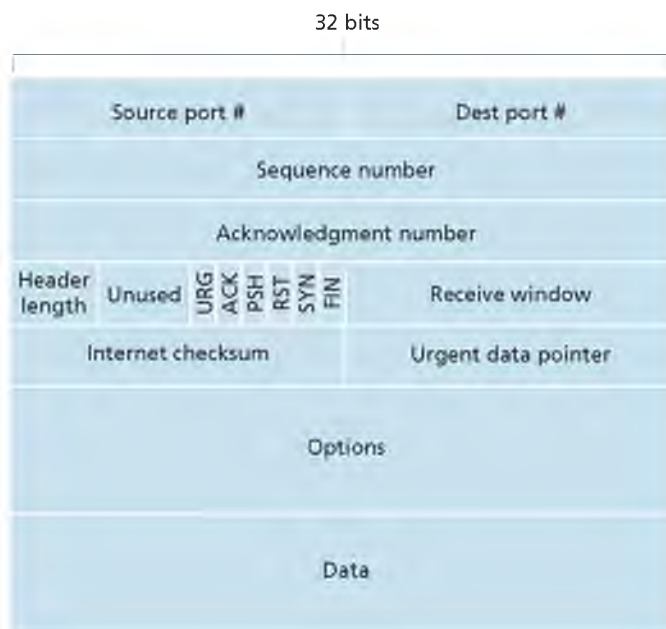 32 bits
Source port # Dest port #
Sequence number
Acknowledgment number
Header
length
Unused
URG
ACK
PSH
RST
SYN
FIN
Receive window
Internet checksum Urgent data pointer
Options
Data